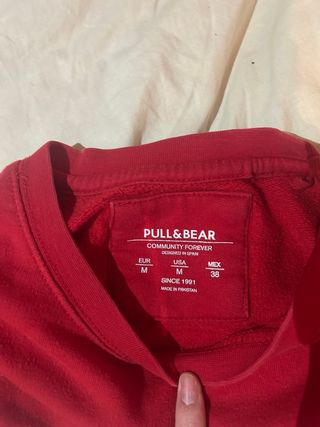 PULL&BEAR
COMMUNITY FOREVER
DESIGNED IN SPAIN
EUR USA MEX
M M 38
SINCE 1991
MADE IN PAKISTAN